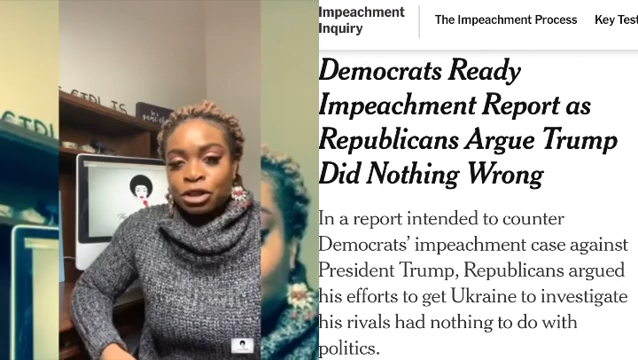 Impeachment
Inquiry
The Impeachment Process
Key Test
Democrats Ready
Impeachment Report as
Republicans Argue Trump
Did Nothing Wrong
In a report intended to counter
Democrats' impeachment case against
President Trump, Republicans argued
his efforts to get Ukraine to investigate
his rivals had nothing to do with
politics.